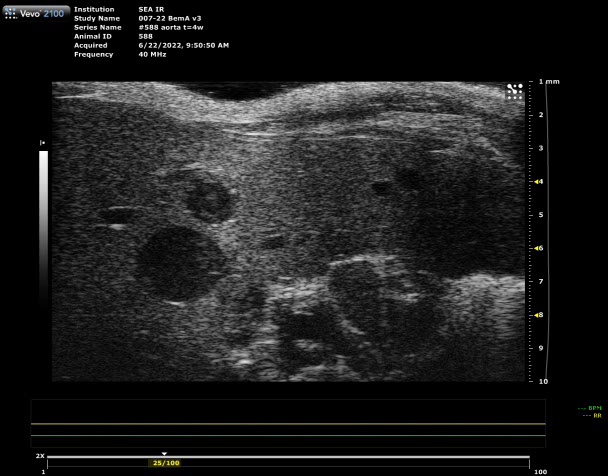 Vevo 2100
Institution SEA IR
Study Name 007-22 BemA v3
Series Name #588 aorta t=4w
Animal ID 588
Acquired 6/22/2022, 9:50:50 AM
Frequency 40 MHz
1 mm
2
3
4
5
6
7
8
9
10
--- BPM
--- RR
2X
25/100
1
100